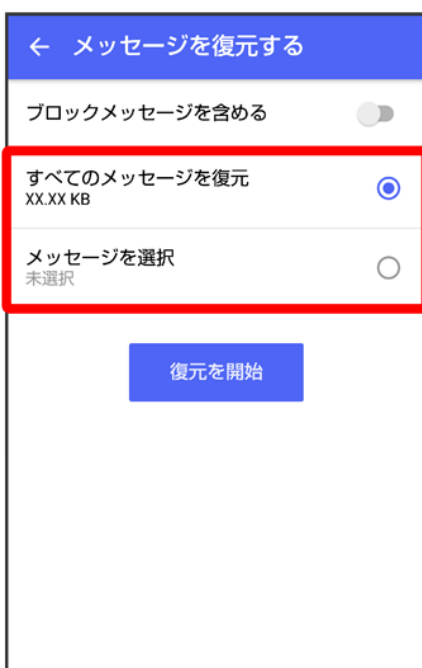 メッセージを復元する
ブロックメッセージを含める
すべてのメッセージを復元
XX.XX KB
メッセージを選択
未選択
復元を開始